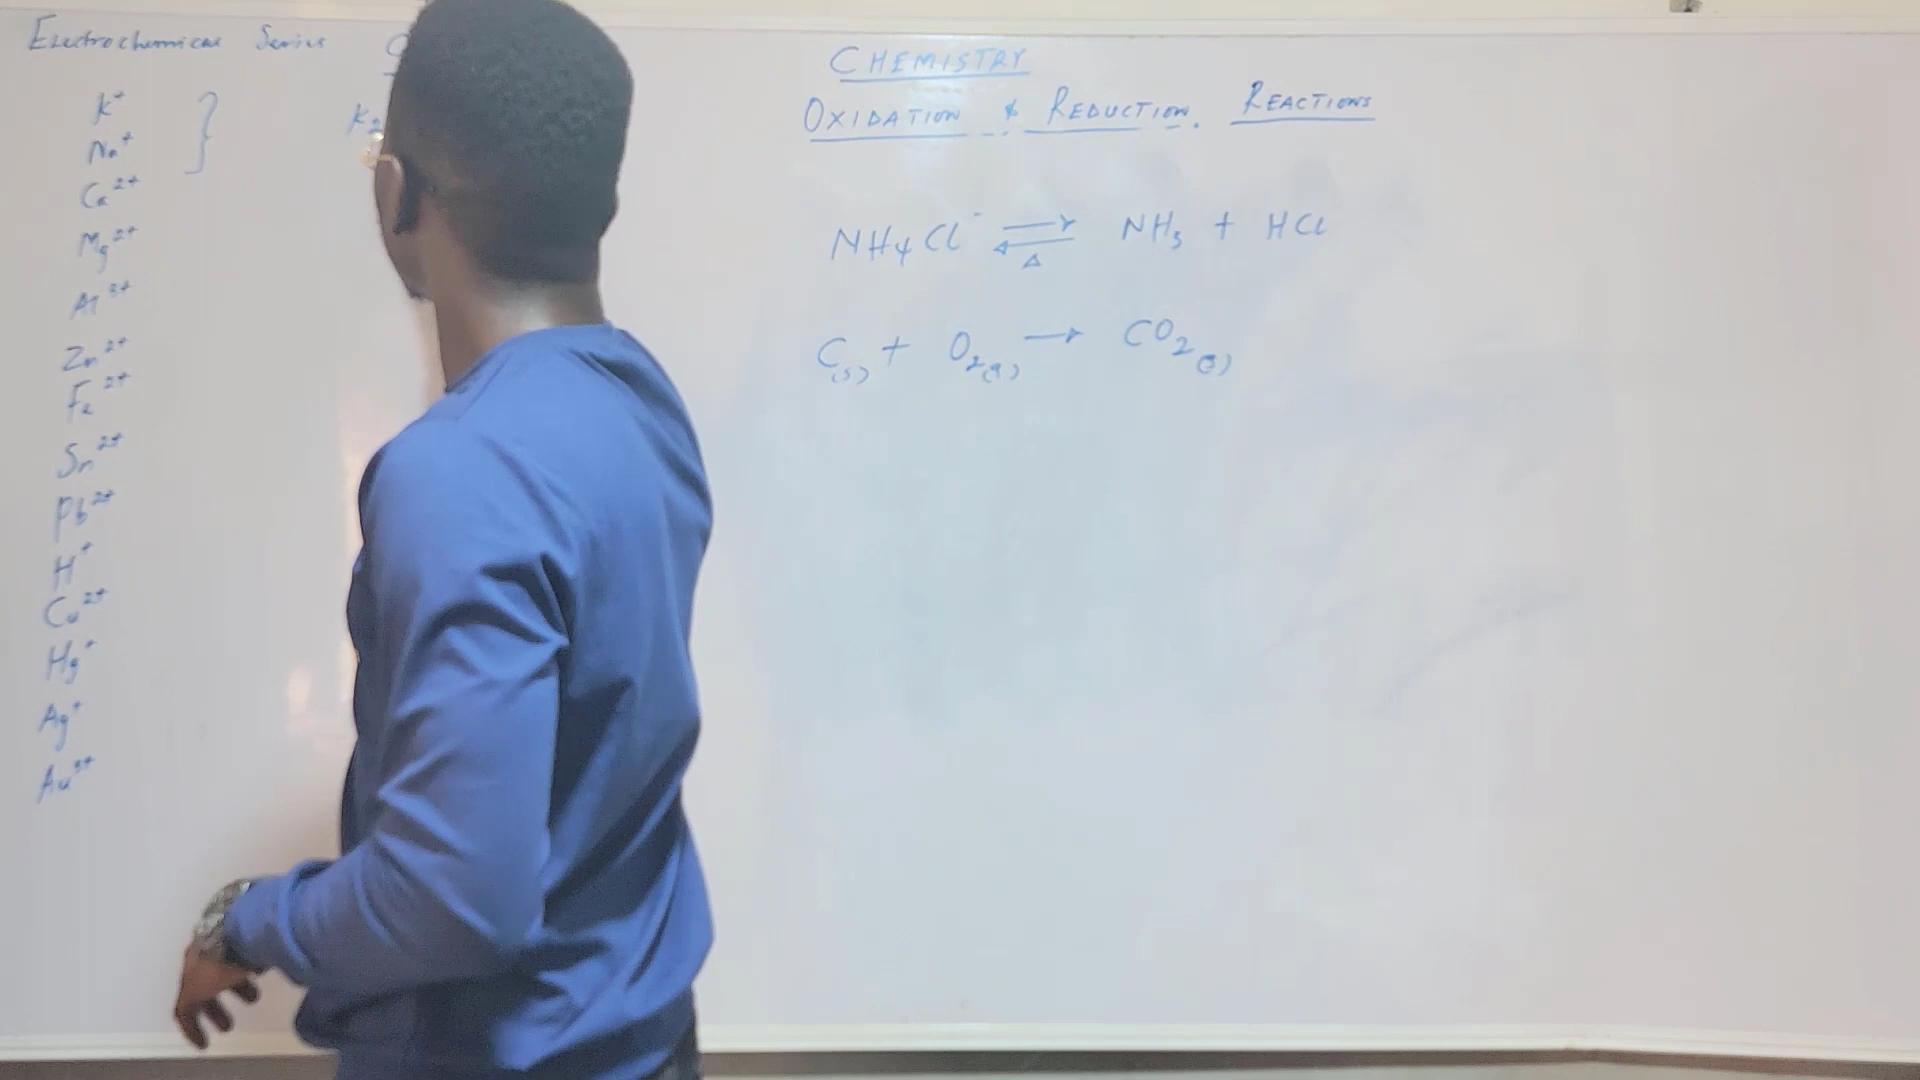 Electrochemical Series
K⁺
Na⁺
Ca²⁺
Mg²⁺
Al³⁺
Zn²⁺
Fe²⁺
Sn²⁺
Pb²⁺
H⁺
Cu²⁺
Hg⁺
Ag⁺
Au³⁺
K₂
CHEMISTRY
OXIDATION & REDUCTION. REACTIONS
NH₄Cl ⇌ NH₃ + HCl
Δ
C(s) + O₂(g) → CO₂(g)